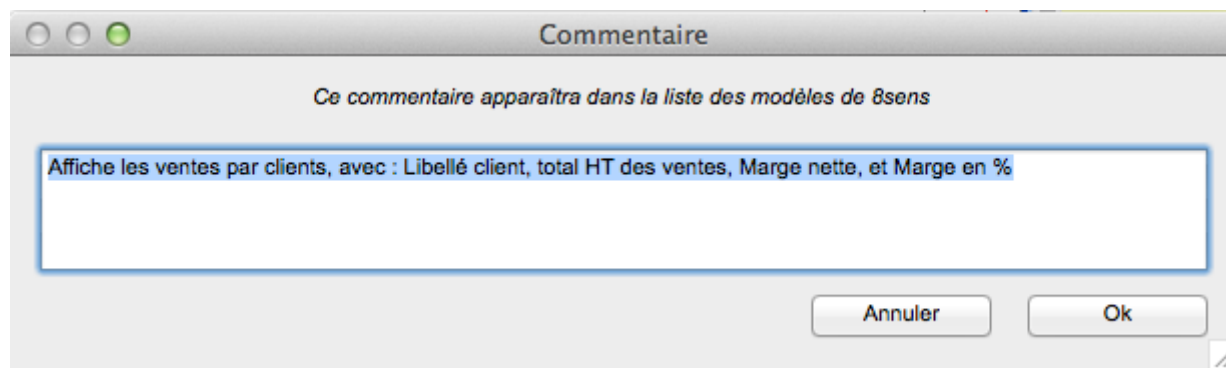 Commentaire
Ce commentaire apparaîtra dans la liste des modèles de 8sens
Affiche les ventes par clients, avec : Libellé client, total HT des ventes, Marge nette, et Marge en %
Annuler
Ok